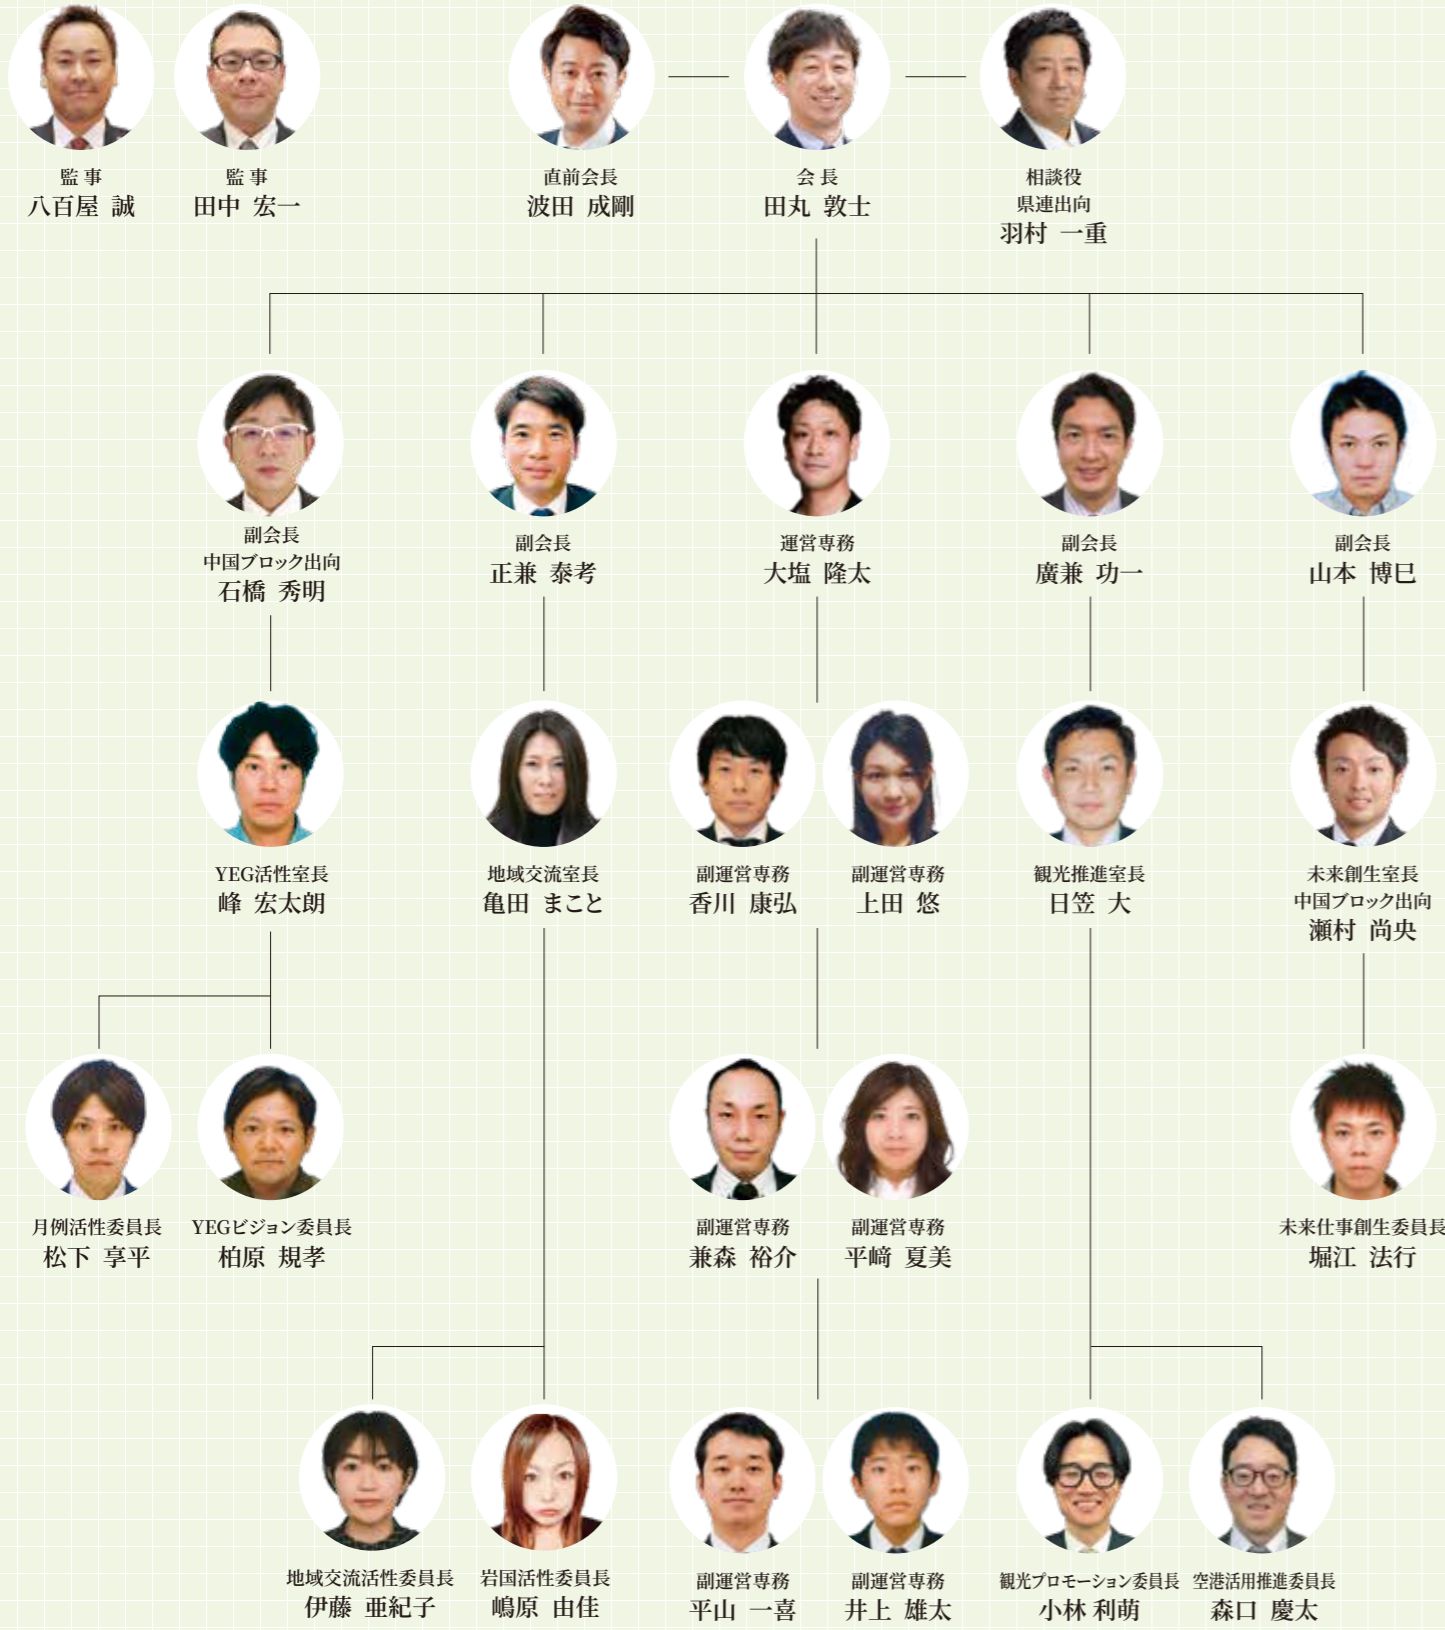 監 事
八百屋 誠
監 事
田中 宏一
直前会長
波田 成剛
会 長
田丸 敦士
相談役
県連出向
羽村 一重
副会長
中国ブロック出向
石橋 秀明
副会長
正兼 泰考
運営専務
大塩 隆太
副会長
廣兼 功一
副会長
山本 博巳
YEG活性室長
峰 宏太朗
地域交流室長
亀田 まこと
副運営専務
香川 康弘
副運営専務
上田 悠
観光推進室長
日笠 大
未来創生室長
中国ブロック出向
瀬村 尚央
月例活性委員長
松下 享平
YEGビジョン委員長
柏原 規孝
副運営専務
兼森 裕介
副運営専務
平﨑 夏美
未来仕事創生委員長
堀江 法行
地域交流活性委員長
伊藤 亜紀子
岩国活性委員長
嶋原 由佳
副運営専務
平山 一喜
副運営専務
井上 雄太
観光プロモーション委員長
小林 利萌
空港活用推進委員長
森口 慶太